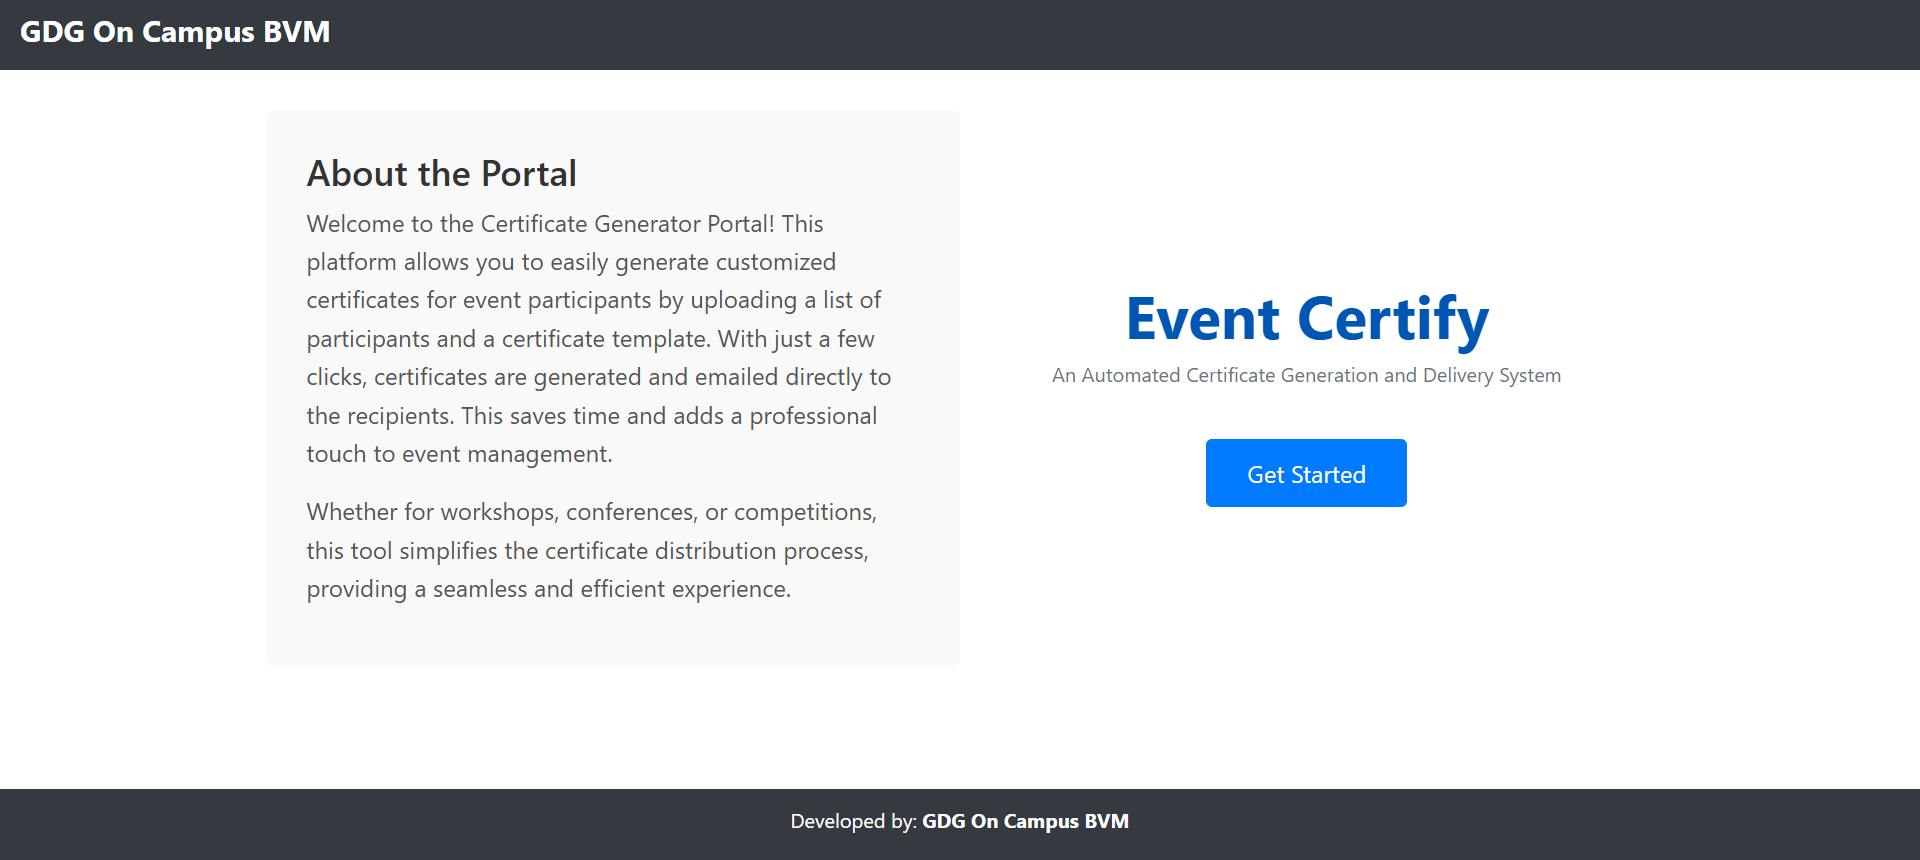 GDG On Campus BVM
About the Portal
Welcome to the Certificate Generator Portal! This
platform allows you to easily generate customized
certificates for event participants by uploading a list of
participants and a certificate template. With just a few
clicks, certificates are generated and emailed directly to
the recipients. This saves time and adds a professional
touch to event management.
Whether for workshops, conferences, or competitions,
this tool simplifies the certificate distribution process,
providing a seamless and efficient experience.
Event Certify
An Automated Certificate Generation and Delivery System
Get Started
Developed by: GDG On Campus BVM